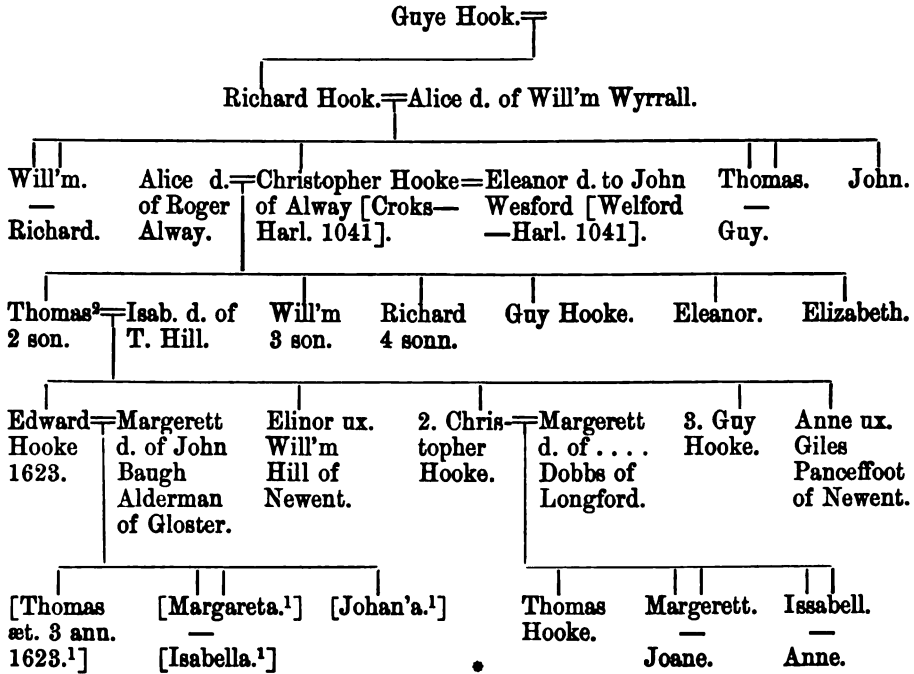 Guye Hook.
Richard Hook. Alice d. of Will'm Wyrrall.
Will'm.
—
Richard.
Alice d.
of Roger
Alway.
Christopher Hooke
of Alway [Croks—
Harl. 1041].
Eleanor d. to John
Wesford [Welford
—Harl. 1041].
Thomas.
—
Guy.
John.
Thomas²
2 son.
Isab. d. of
T. Hill.
Will'm
3 son.
Richard
4 sonn.
Guy Hooke.
Eleanor.
Elizabeth.
Edward
Hooke
1623.
Margerett
d. of John
Baugh
Alderman
of Gloster.
Elinor ux.
Will'm
Hill of
Newent.
2. Chris-
topher
Hooke.
Margerett
d. of ....
Dobbs of
Longford.
3. Guy
Hooke.
Anne ux.
Giles
Panceffoot
of Newent.
[Thomas
æt. 3 ann.
1623.¹]
[Margareta.¹]
—
[Isabella.¹]
[Johan'a.¹]
Thomas
Hooke.
Margerett.
—
Joane.
Issabell.
—
Anne.